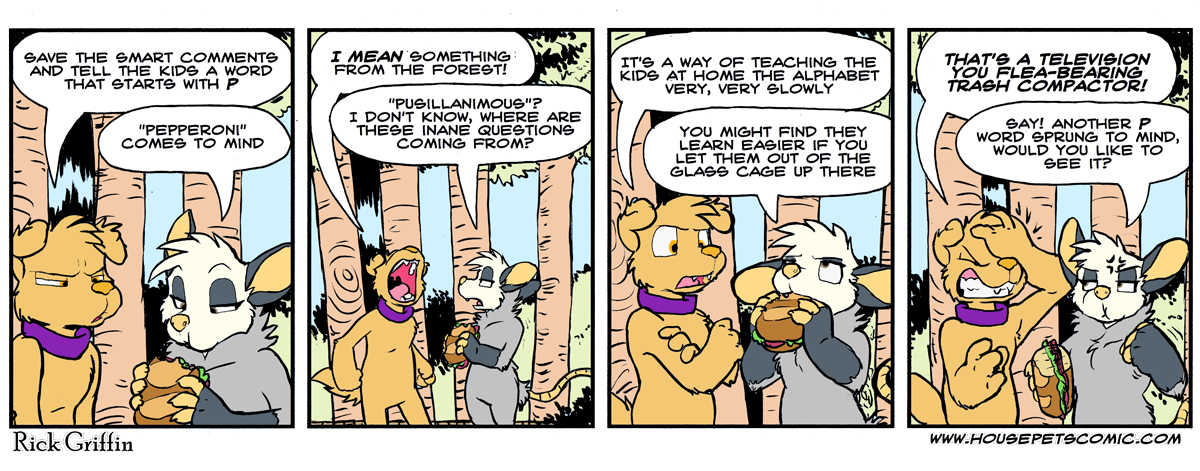 SAVE THE SMART COMMENTS
AND TELL THE KIDS A WORD
THAT STARTS WITH P
"PEPPERONI"
COMES TO MIND
I MEAN SOMETHING
FROM THE FOREST!
"PUSILLANIMOUS"?
I DON'T KNOW, WHERE ARE
THESE INANE QUESTIONS
COMING FROM?
IT'S A WAY OF TEACHING THE
KIDS AT HOME THE ALPHABET
VERY, VERY SLOWLY
YOU MIGHT FIND THEY
LEARN EASIER IF YOU
LET THEM OUT OF THE
GLASS CAGE UP THERE
THAT'S A TELEVISION
YOU FLEA-BEARING
TRASH COMPACTOR!
SAY! ANOTHER P
WORD SPRUNG TO MIND,
WOULD YOU LIKE TO
SEE IT?
Rick Griffin
WWW.HOUSEPETSCOMIC.COM